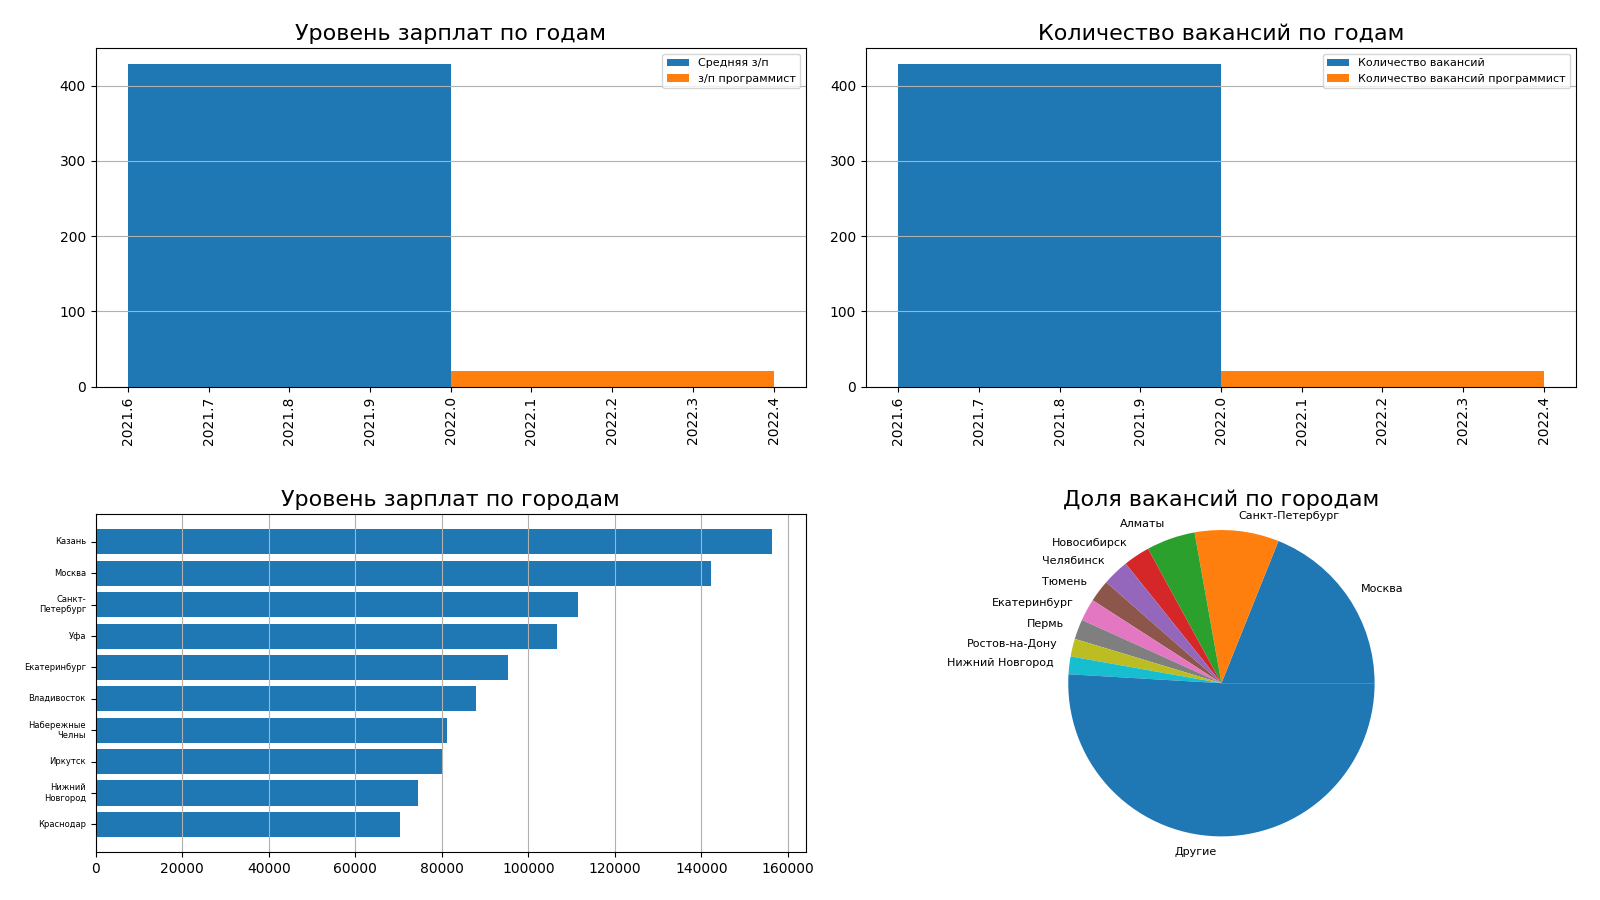 Уровень зарплат по годам
Средняя з/п
з/п программист
400
300
200
100
0
2021.6
2021.7
2021.8
2021.9
2022.0
2022.1
2022.2
2022.3
2022.4
Количество вакансий по годам
Количество вакансий
Количество вакансий программист
400
300
200
100
0
2021.6
2021.7
2021.8
2021.9
2022.0
2022.1
2022.2
2022.3
2022.4
Уровень зарплат по городам
Казань
Москва
Санкт-
Петербург
Уфа
Екатеринбург
Владивосток
Набережные
Челны
Иркутск
Нижний
Новгород
Краснодар
0
20000
40000
60000
80000
100000
120000
140000
160000
Доля вакансий по городам
Санкт-Петербург
Алматы
Новосибирск
Челябинск
Тюмень
Екатеринбург
Пермь
Ростов-на-Дону
Нижний Новгород
Москва
Другие